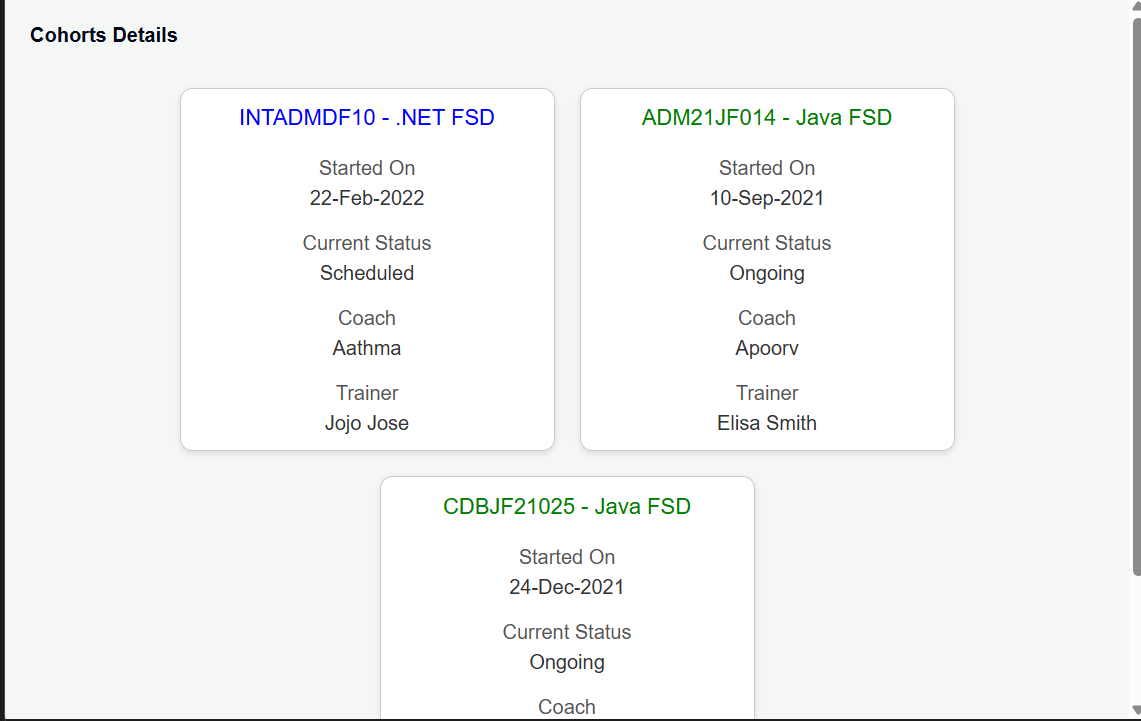 Cohorts Details
INTADMDF10 - .NET FSD
Started On
22-Feb-2022
Current Status
Scheduled
Coach
Aathma
Trainer
Jojo Jose
ADM21JF014 - Java FSD
Started On
10-Sep-2021
Current Status
Ongoing
Coach
Apoorv
Trainer
Elisa Smith
CDBJF21025 - Java FSD
Started On
24-Dec-2021
Current Status
Ongoing
Coach